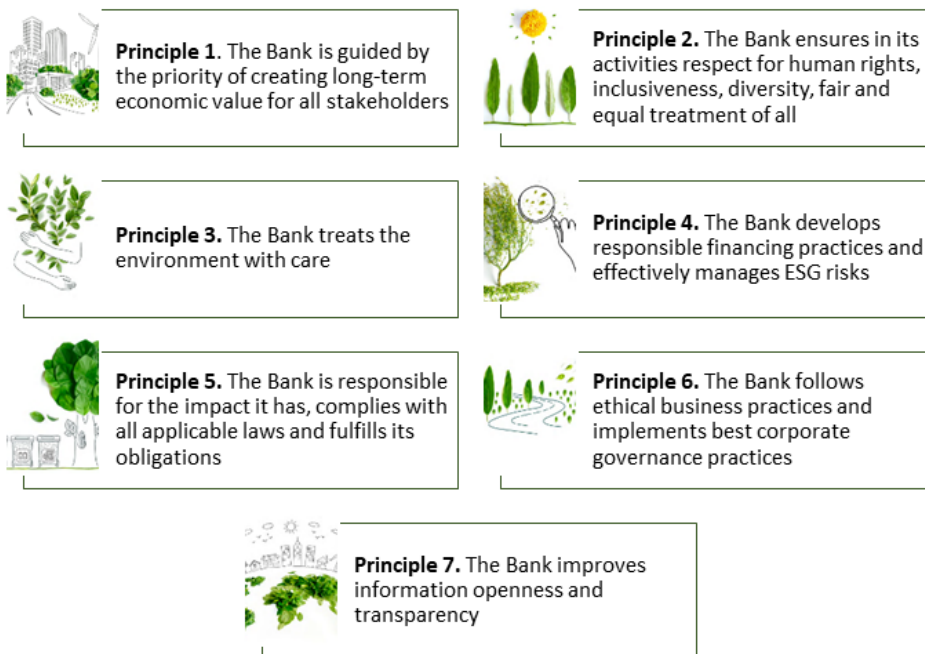 Principle 1. The Bank is guided by
the priority of creating long-term
economic value for all stakeholders
Principle 2. The Bank ensures in its
activities respect for human rights,
inclusiveness, diversity, fair and
equal treatment of all
Principle 3. The Bank treats the
environment with care
Principle 4. The Bank develops
responsible financing practices and
effectively manages ESG risks
Principle 5. The Bank is responsible
for the impact it has, complies with
all applicable laws and fulfills its
obligations
Principle 6. The Bank follows
ethical business practices and
implements best corporate
governance practices
Principle 7. The Bank improves
information openness and
transparency